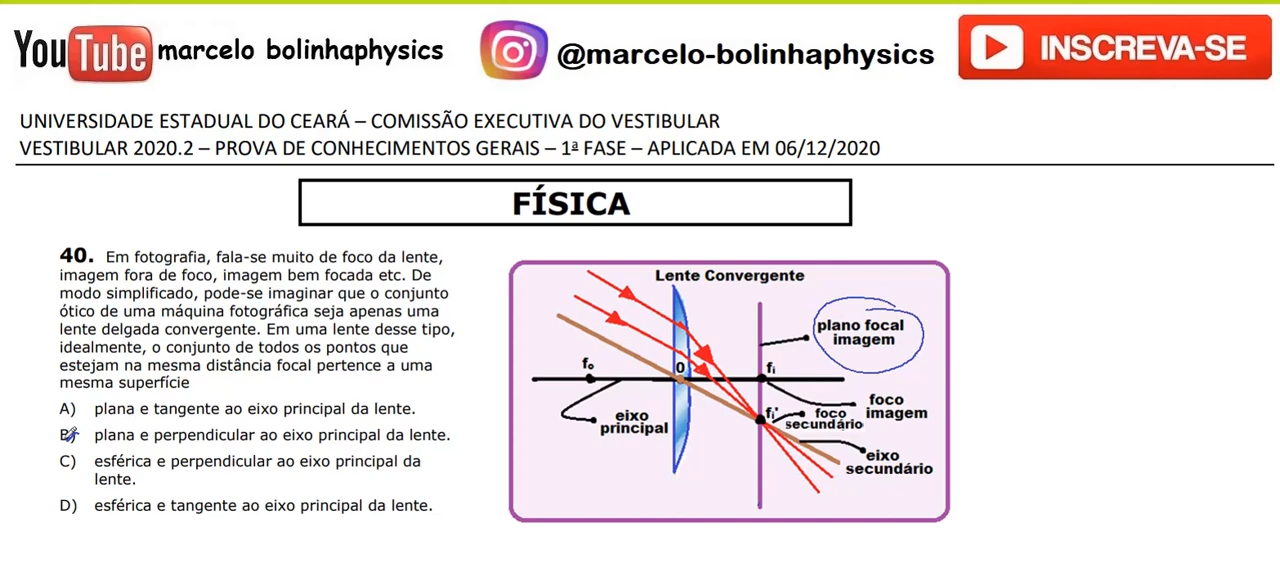 YouTube marcelo bolinhaphysics @marcelo-bolinhaphysics INSCREVA-SE
UNIVERSIDADE ESTADUAL DO CEARÁ – COMISSÃO EXECUTIVA DO VESTIBULAR
VESTIBULAR 2020.2 – PROVA DE CONHECIMENTOS GERAIS – 1ª FASE – APLICADA EM 06/12/2020
FÍSICA
40. Em fotografia, fala-se muito de foco da lente,
imagem fora de foco, imagem bem focada etc. De
modo simplificado, pode-se imaginar que o conjunto
ótico de uma máquina fotográfica seja apenas uma
lente delgada convergente. Em uma lente desse tipo,
idealmente, o conjunto de todos os pontos que
estejam na mesma distância focal pertence a uma
mesma superfície
A) plana e tangente ao eixo principal da lente.
B) plana e perpendicular ao eixo principal da lente.
C) esférica e perpendicular ao eixo principal da
lente.
D) esférica e tangente ao eixo principal da lente.
Lente Convergente
plano focal
imagem
fo
0
fi
foco
imagem
eixo
principal
fi'
foco
secundário
eixo
secundário